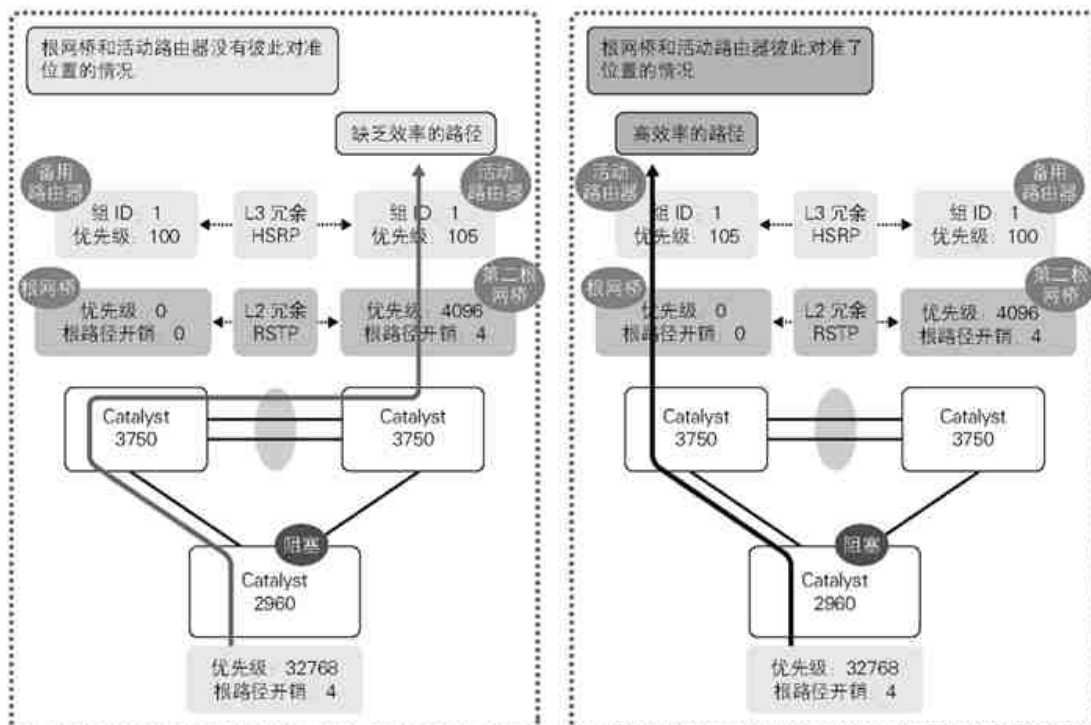 根网桥和活动路由器没有彼此对准
位置的情况
缺乏效率的路径
备用
路由器
活动
路由器
组 ID: 1
优先级: 100
L3 冗余
HSRP
组 ID: 1
优先级: 105
根网桥
第二根
网桥
优先级: 0
根路径开销: 0
L2 冗余
RSTP
优先级: 4096
根路径开销: 4
Catalyst
3750
Catalyst
3750
阻塞
Catalyst
2960
优先级: 32768
根路径开销: 4
根网桥和活动路由器彼此对准了
位置的情况
高效率的路径
活动
路由器
备用
路由器
组 ID: 1
优先级: 105
L3 冗余
HSRP
组 ID: 1
优先级: 100
根网桥
第二根
网桥
优先级: 0
根路径开销: 0
L2 冗余
RSTP
优先级: 4096
根路径开销: 4
Catalyst
3750
Catalyst
3750
阻塞
Catalyst
2960
优先级: 32768
根路径开销: 4